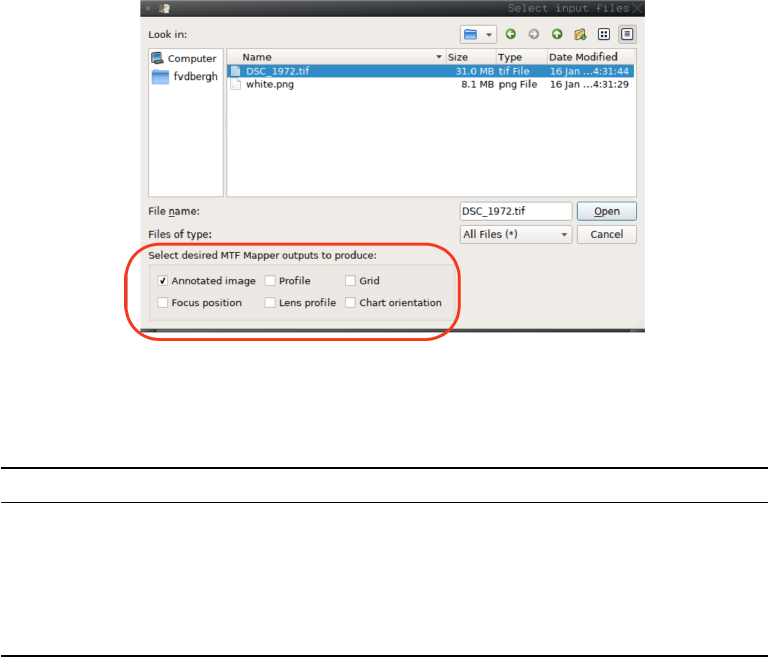 Select input files
Look in:
Computer
fvdbergh
Name Size Type Date Modified
DSC_1972.tif 31.0 MB tif File 16 Jan ...4:31:44
white.png 8.1 MB png File 16 Jan ...4:31:29
File name: DSC_1972.tif Open
Files of type: All Files (*) Cancel
Select desired MTF Mapper outputs to produce:
Annotated image Profile Grid
Focus position Lens profile Chart orientation